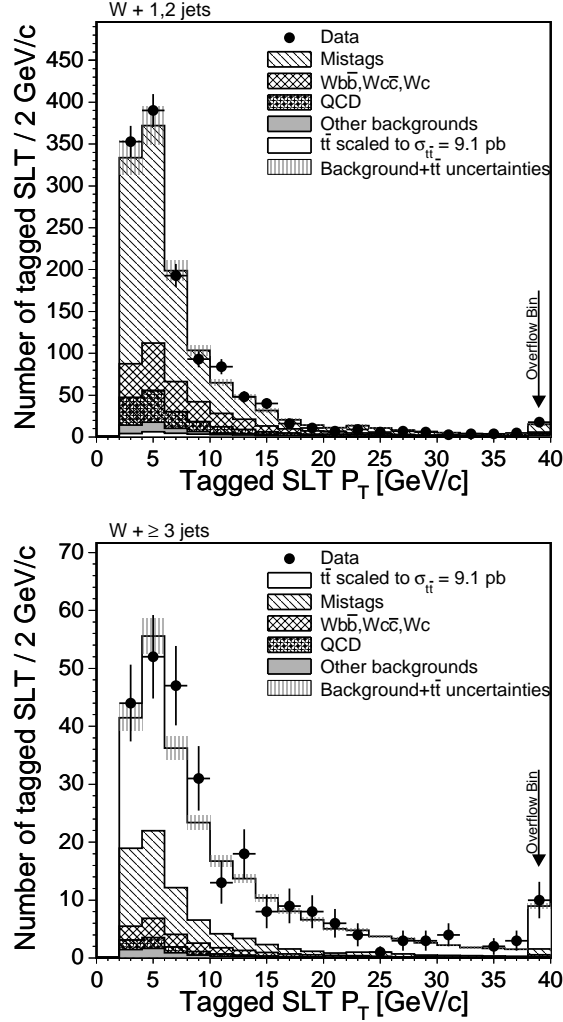 W + 1,2 jets
Number of tagged SLT / 2 GeV/c
450
400
350
300
250
200
150
100
50
0
Data
Mistags
Wbb̄,Wcc̄,Wc
QCD
Other backgrounds
tt̄ scaled to σtt̄ = 9.1 pb
Background+tt̄ uncertainties
Overflow Bin
0 5 10 15 20 25 30 35 40
Tagged SLT PT [GeV/c]
W + ≥ 3 jets
Number of tagged SLT / 2 GeV/c
70
60
50
40
30
20
10
0
Data
tt̄ scaled to σtt̄ = 9.1 pb
Mistags
Wbb̄,Wcc̄,Wc
QCD
Other backgrounds
Background+tt̄ uncertainties
Overflow Bin
0 5 10 15 20 25 30 35 40
Tagged SLT PT [GeV/c]